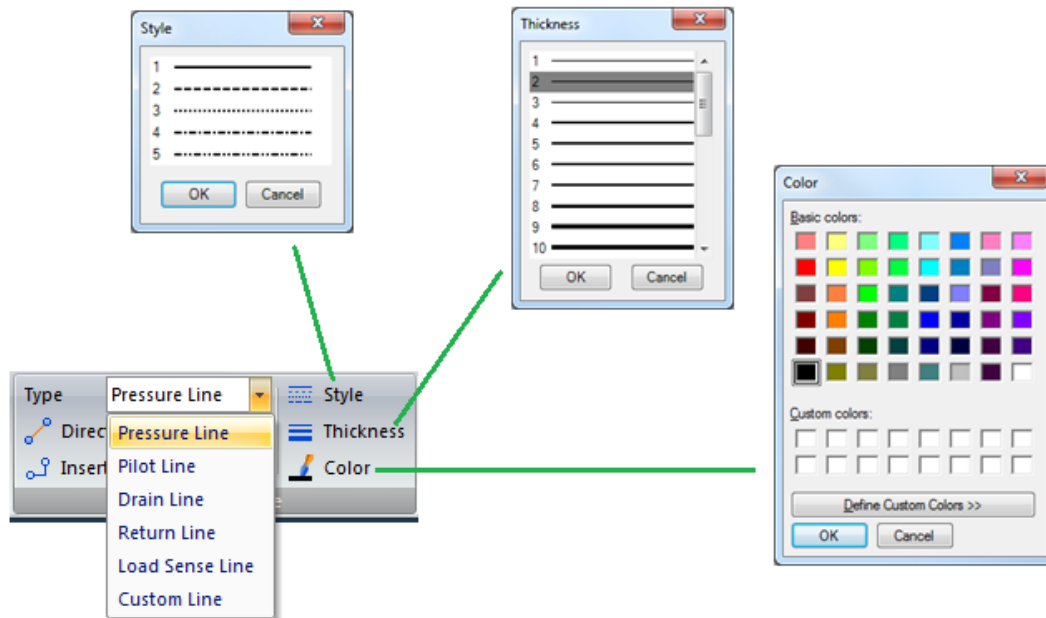 Style
1
2
3
4
5
OK Cancel
Thickness
1
2
3
4
5
6
7
8
9
10
OK Cancel
Color
Basic colors:
Custom colors:
Define Custom Colors >>
OK Cancel
Type Pressure Line Style
Direc Thickness
Insert Color
Pressure Line
Pilot Line
Drain Line
Return Line
Load Sense Line
Custom Line